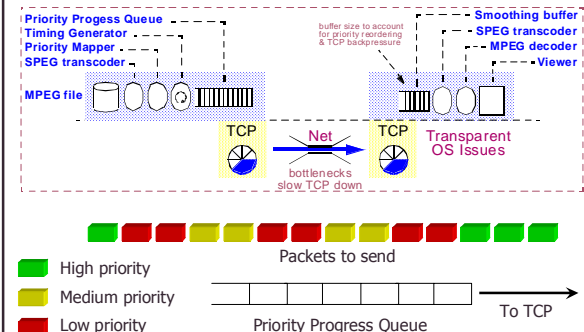 Priority Progess Queue
Timing Generator
Priority Mapper
SPEG transcoder
MPEG file
buffer size to account
for priority reordering
& TCP backpressure
Smoothing buffer
SPEG transcoder
MPEG decoder
Viewer
TCP
Net
TCP
Transparent
OS Issues
bottlenecks
slow TCP down
Packets to send
High priority
Medium priority
Low priority
Priority Progress Queue
To TCP